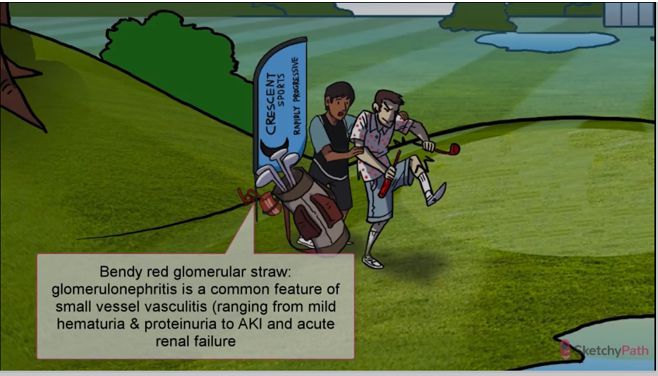 CRESCENT
SPORTS
RAPIDLY PROGRESSIVE
Bendy red glomerular straw:
glomerulonephritis is a common feature of
small vessel vasculitis (ranging from mild
hematuria & proteinuria to AKI and acute
renal failure
SketchyPath